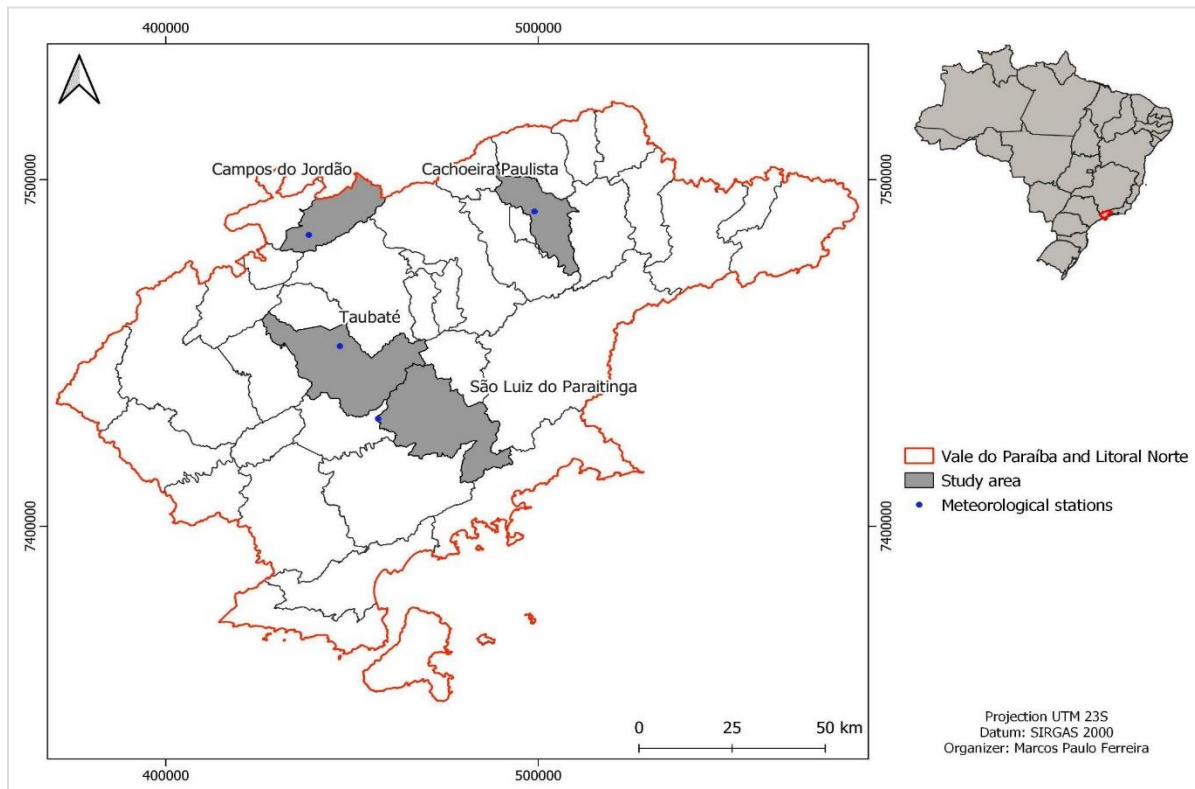 400000
500000
7500000
7500000
Campos do Jordão
Cachoeira Paulista
Taubaté
São Luiz do Paraitinga
7400000
7400000
Vale do Paraíba and Litoral Norte
Study area
Meteorological stations
0 25 50 km
400000
500000
Projection UTM 23S
Datum: SIRGAS 2000
Organizer: Marcos Paulo Ferreira